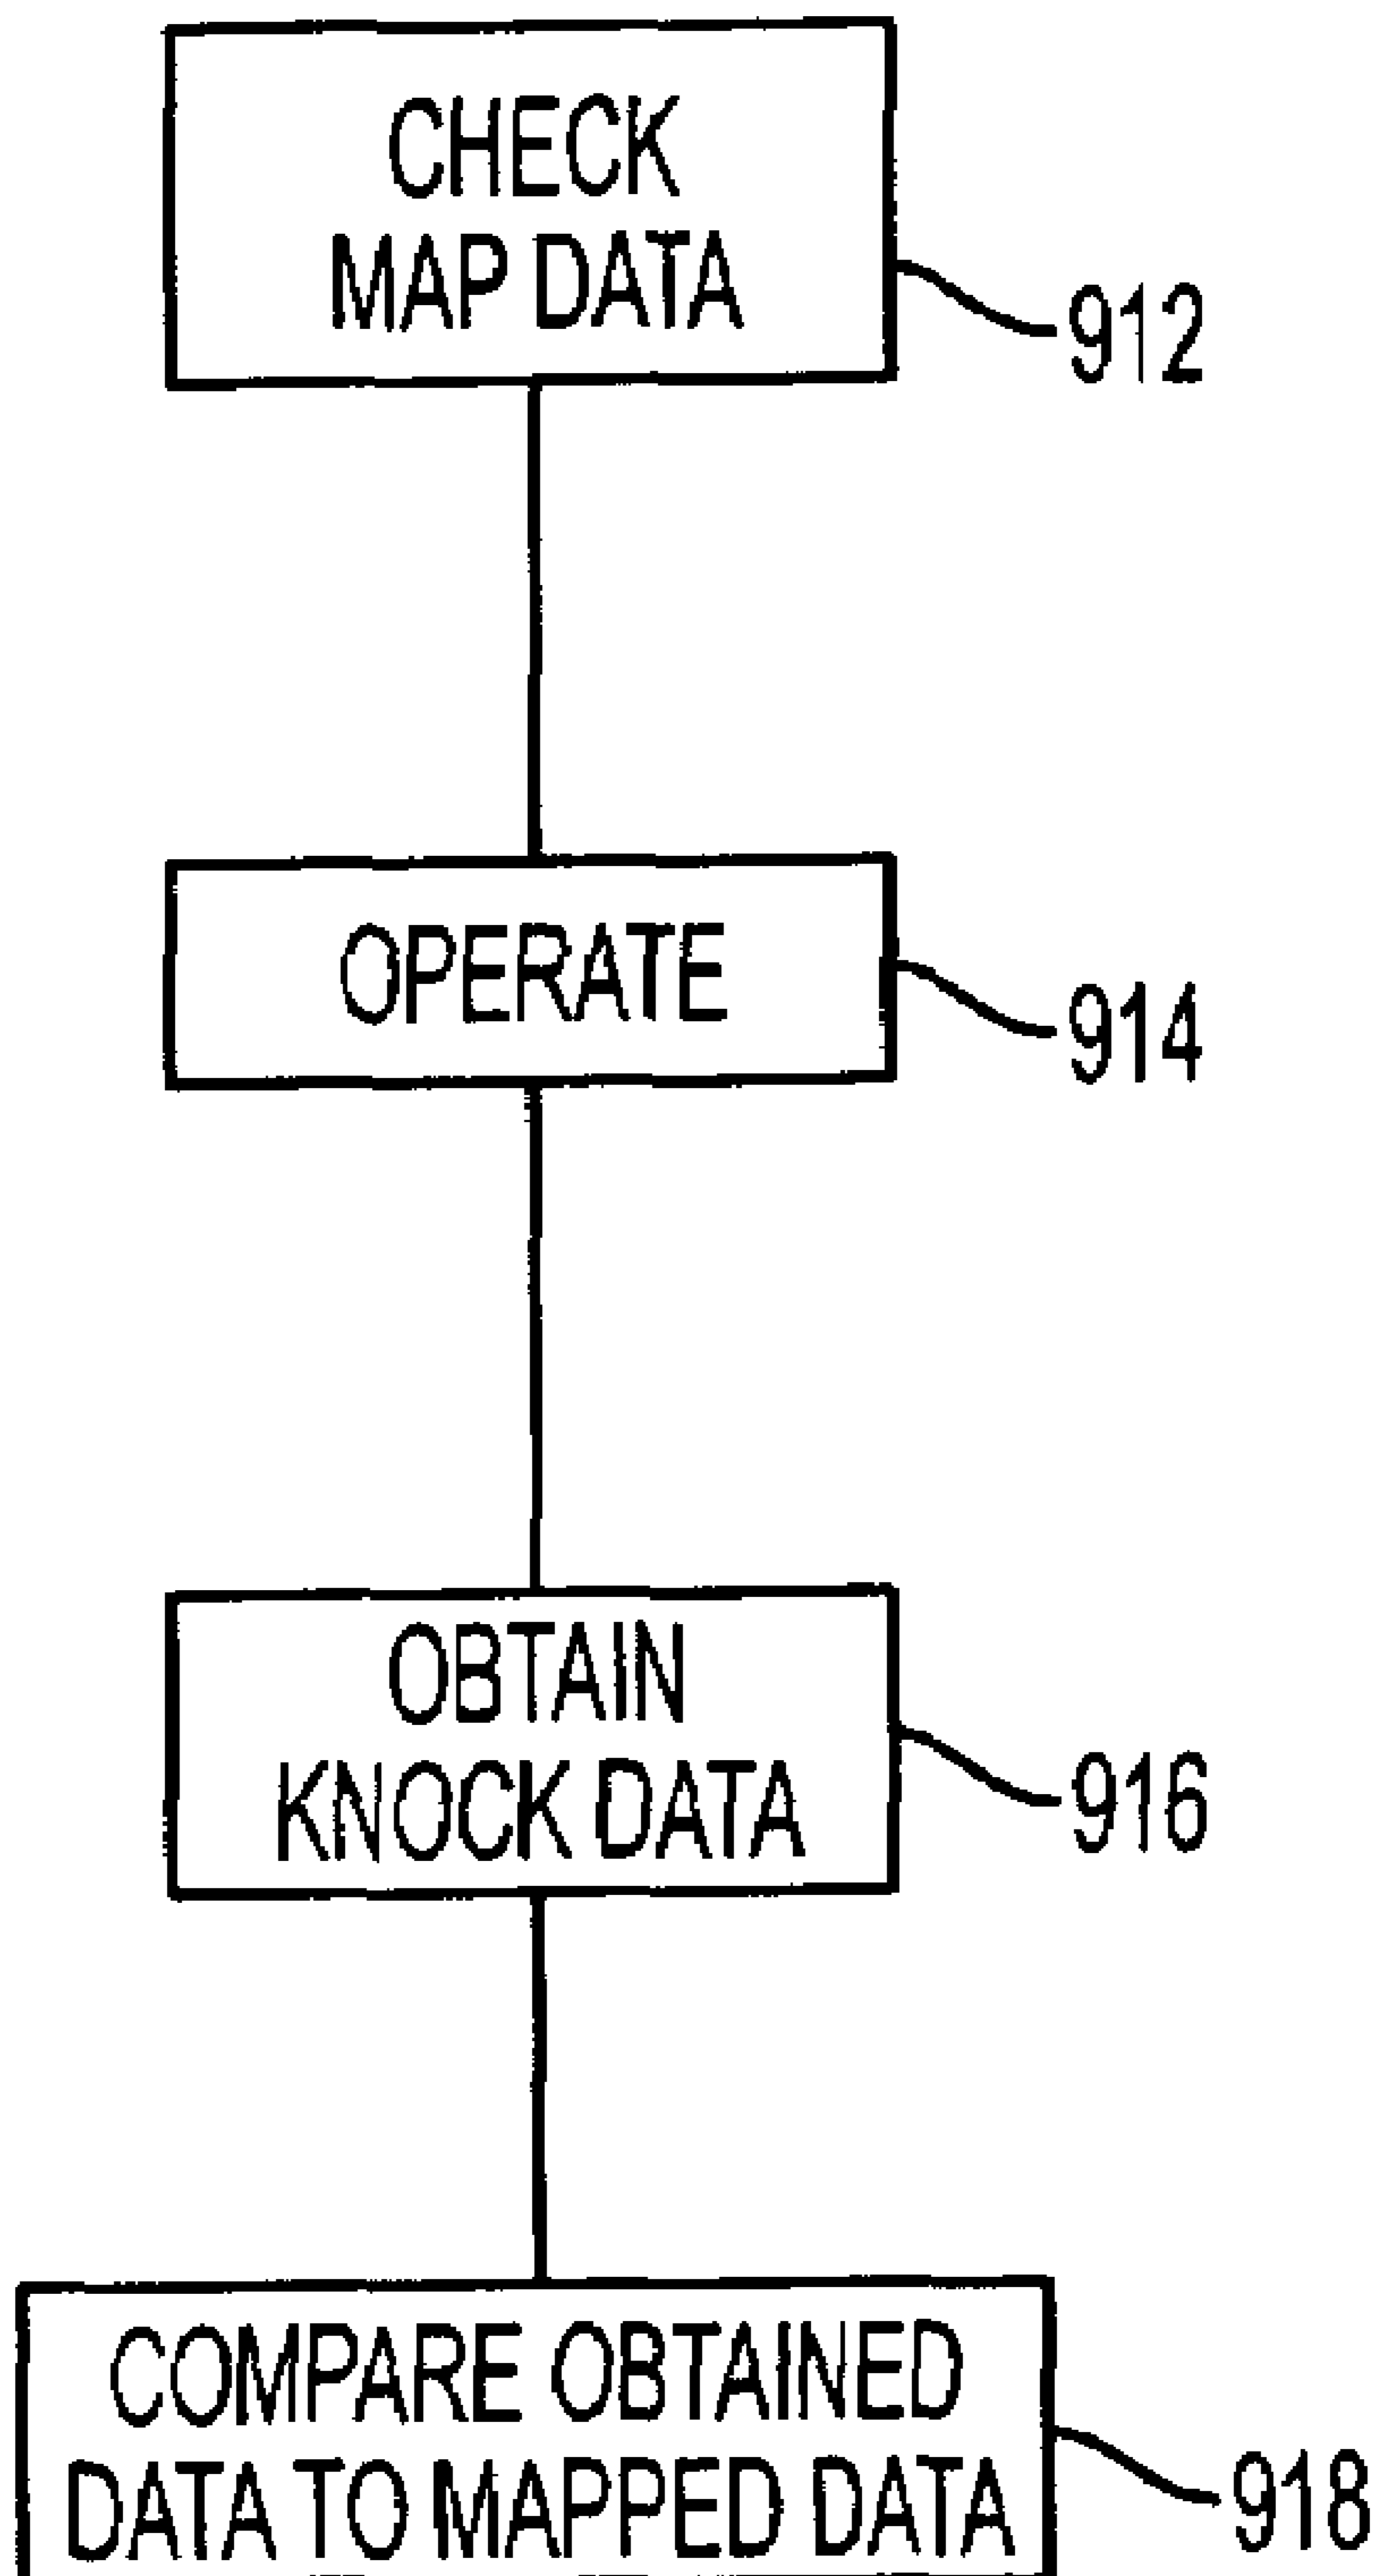 CHECK
MAP DATA
912
OPERATE
914
OBTAIN
KNOCK DATA
916
COMPARE OBTAINED
DATA TO MAPPED DATA
918